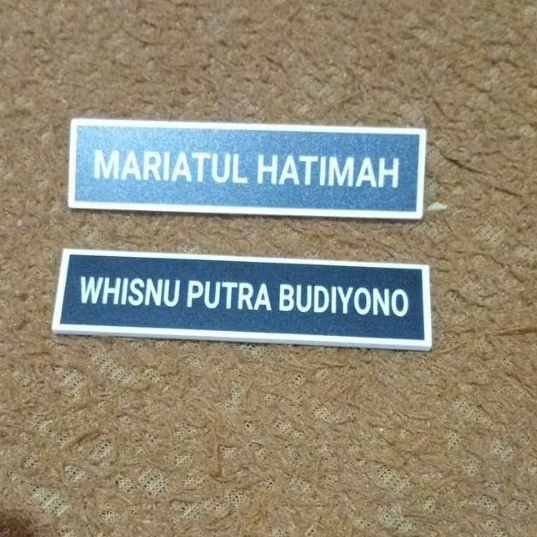 MARIATUL HATIMAH
WHISNU PUTRA BUDIYONO